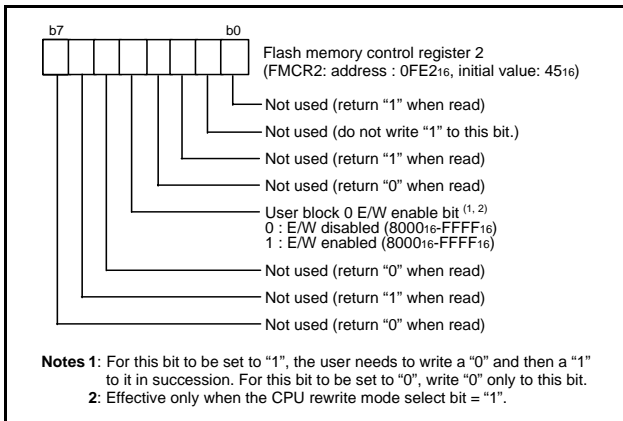 b7 b0
Flash memory control register 2
(FMCR2: address : 0FE216, initial value: 4516)
Not used (return “1” when read)
Not used (do not write “1” to this bit.)
Not used (return “1” when read)
Not used (return “0” when read)
User block 0 E/W enable bit (1, 2)
0 : E/W disabled (800016-FFFF16)
1 : E/W enabled (800016-FFFF16)
Not used (return “0” when read)
Not used (return “1” when read)
Not used (return “0” when read)
Notes 1: For this bit to be set to “1”, the user needs to write a “0” and then a “1”
to it in succession. For this bit to be set to “0”, write “0” only to this bit.
2: Effective only when the CPU rewrite mode select bit = “1”.